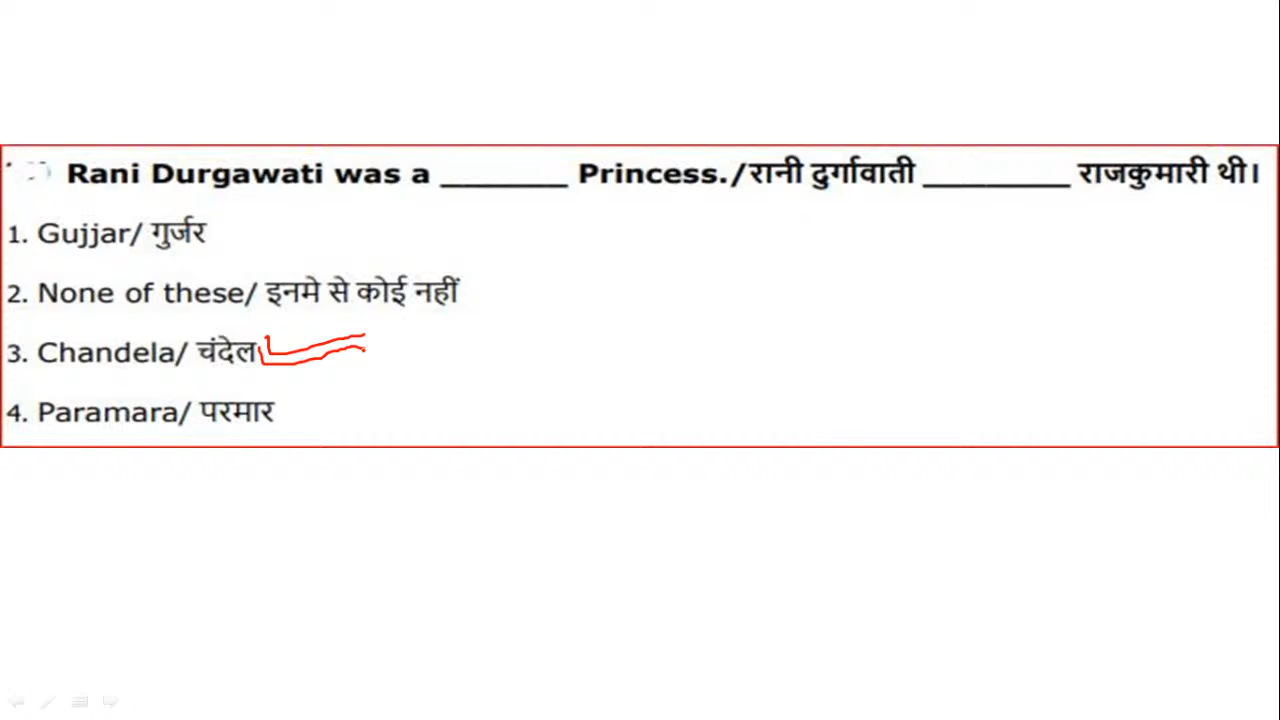 Rani Durgawati was a ________ Princess./रानी दुर्गावाती _________ राजकुमारी थी।
1. Gujjar/ गुर्जर
2. None of these/ इनमे से कोई नहीं
3. Chandela/ चंदेल
4. Paramara/ परमार